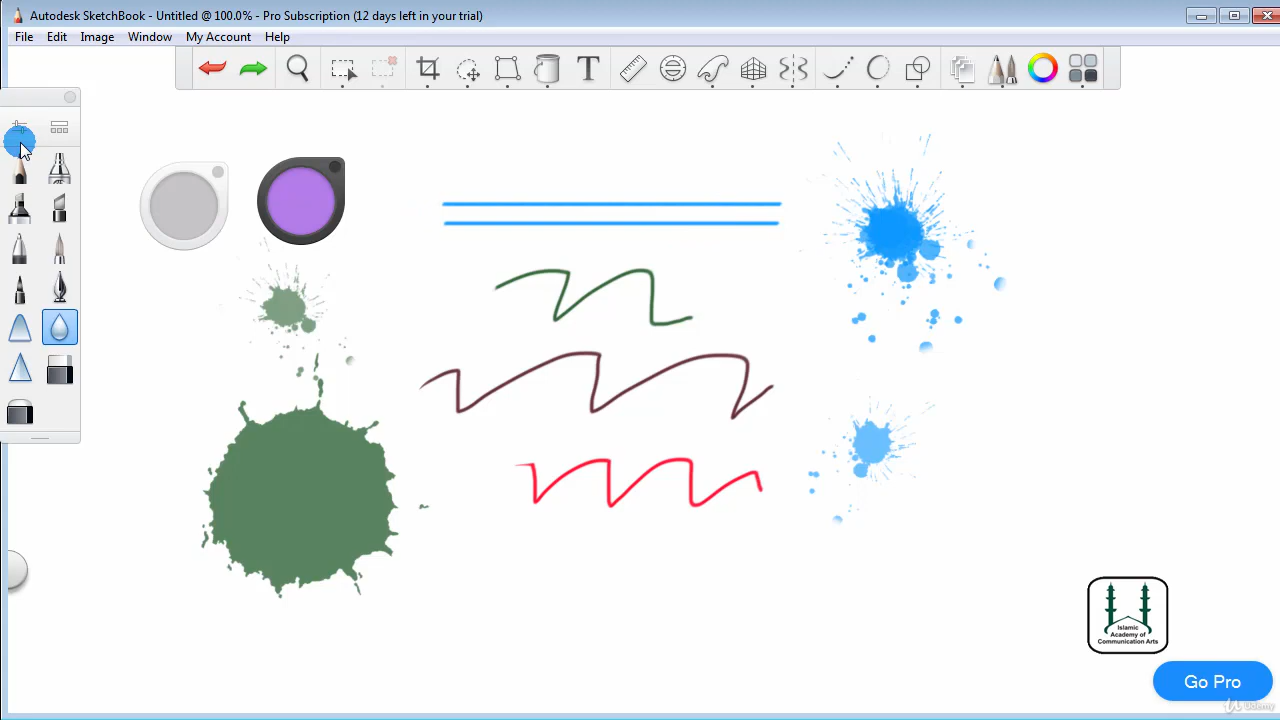 Autodesk SketchBook - Untitled @ 100.0% - Pro Subscription (12 days left in your trial)
File Edit Image Window My Account Help
T
Islamic
Academy of
Communication Arts
Go Pro
Udemy